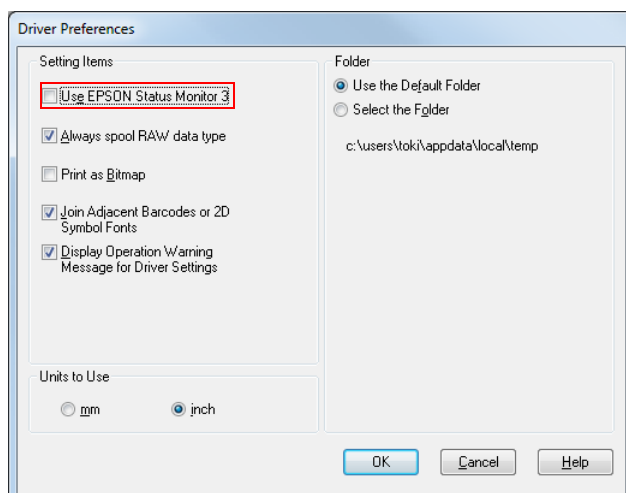 Driver Preferences
Setting Items
Use EPSON Status Monitor 3
Always spool RAW data type
Print as Bitmap
Join Adjacent Barcodes or 2D
Symbol Fonts
Display Operation Warning
Message for Driver Settings
Units to Use
mm
inch
Folder
Use the Default Folder
Select the Folder
c:\users\toki\appdata\local\temp
OK
Cancel
Help